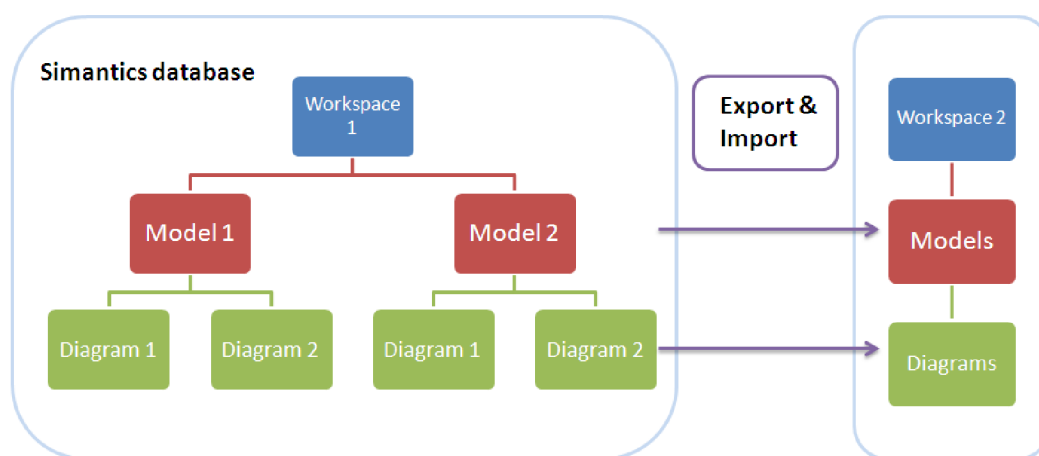 Simantics database
Workspace
1
Export &
Import
Workspace 2
Model 1
Model 2
Models
Diagram 1
Diagram 2
Diagram 1
Diagram 2
Diagrams